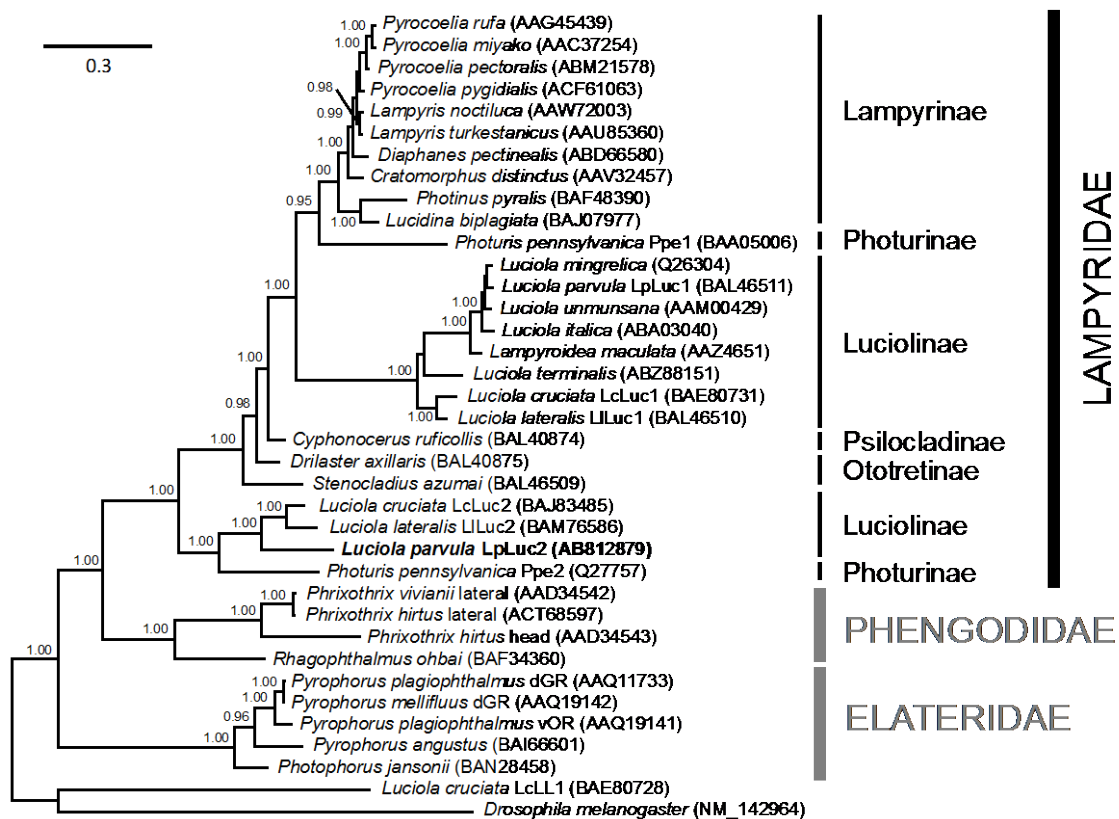 0.3
1.00
Pyrocoelia rufa (AAG45439)
1.00
Pyrocoelia miyako (AAC37254)
Pyrocoelia pectoralis (ABM21578)
0.98
Pyrocoelia pygidialis (ACF61063)
0.99
Lampyris noctiluca (AAW72003)
Lampyris turkestanicus (AAU85360)
1.00
Diaphanes pectinealis (ABD66580)
1.00
Cratomorphus distinctus (AAV32457)
0.95
Photinus pyralis (BAF48390)
1.00
Lucidina biplagiata (BAJ07977)
Lampyrinae
Photuris pennsylvanica Ppe1 (BAA05006)
Photurinae
Luciola mingrelica (Q26304)
Luciola parvula LpLuc1 (BAL46511)
Luciola unmunsana (AAM00429)
1.00
Luciola italica (ABA03040)
Lampyroidea maculata (AAZ4651)
1.00
Luciola terminalis (ABZ88151)
Luciola cruciata LcLuc1 (BAE80731)
1.00
Luciola lateralis LlLuc1 (BAL46510)
Luciolinae
1.00
0.98
Cyphonocerus ruficollis (BAL40874)
Psilocladinae
1.00
Drilaster axillaris (BAL40875)
Ototretinae
Stenocladius azumai (BAL46509)
1.00
1.00
Luciola cruciata LcLuc2 (BAJ83485)
1.00
Luciola lateralis LlLuc2 (BAM76586)
Luciolinae
1.00
Luciola parvula LpLuc2 (AB812879)
Photuris pennsylvanica Ppe2 (Q27757)
Photurinae
LAMPYRIDAE
1.00
Phrixothrix vivianii lateral (AAD34542)
1.00
Phrixothrix hirtus lateral (ACT68597)
1.00
Phrixothrix hirtus head (AAD34543)
Rhagophthalmus ohbai (BAF34360)
PHENGODIDAE
1.00
1.00
Pyrophorus plagiophthalmus dGR (AAQ11733)
1.00
Pyrophorus mellifluus dGR (AAQ19142)
0.96
Pyrophorus plagiophthalmus vOR (AAQ19141)
1.00
Pyrophorus angustus (BAI66601)
Photophorus jansonii (BAN28458)
ELATERIDAE
Luciola cruciata LcLL1 (BAE80728)
Drosophila melanogaster (NM_142964)